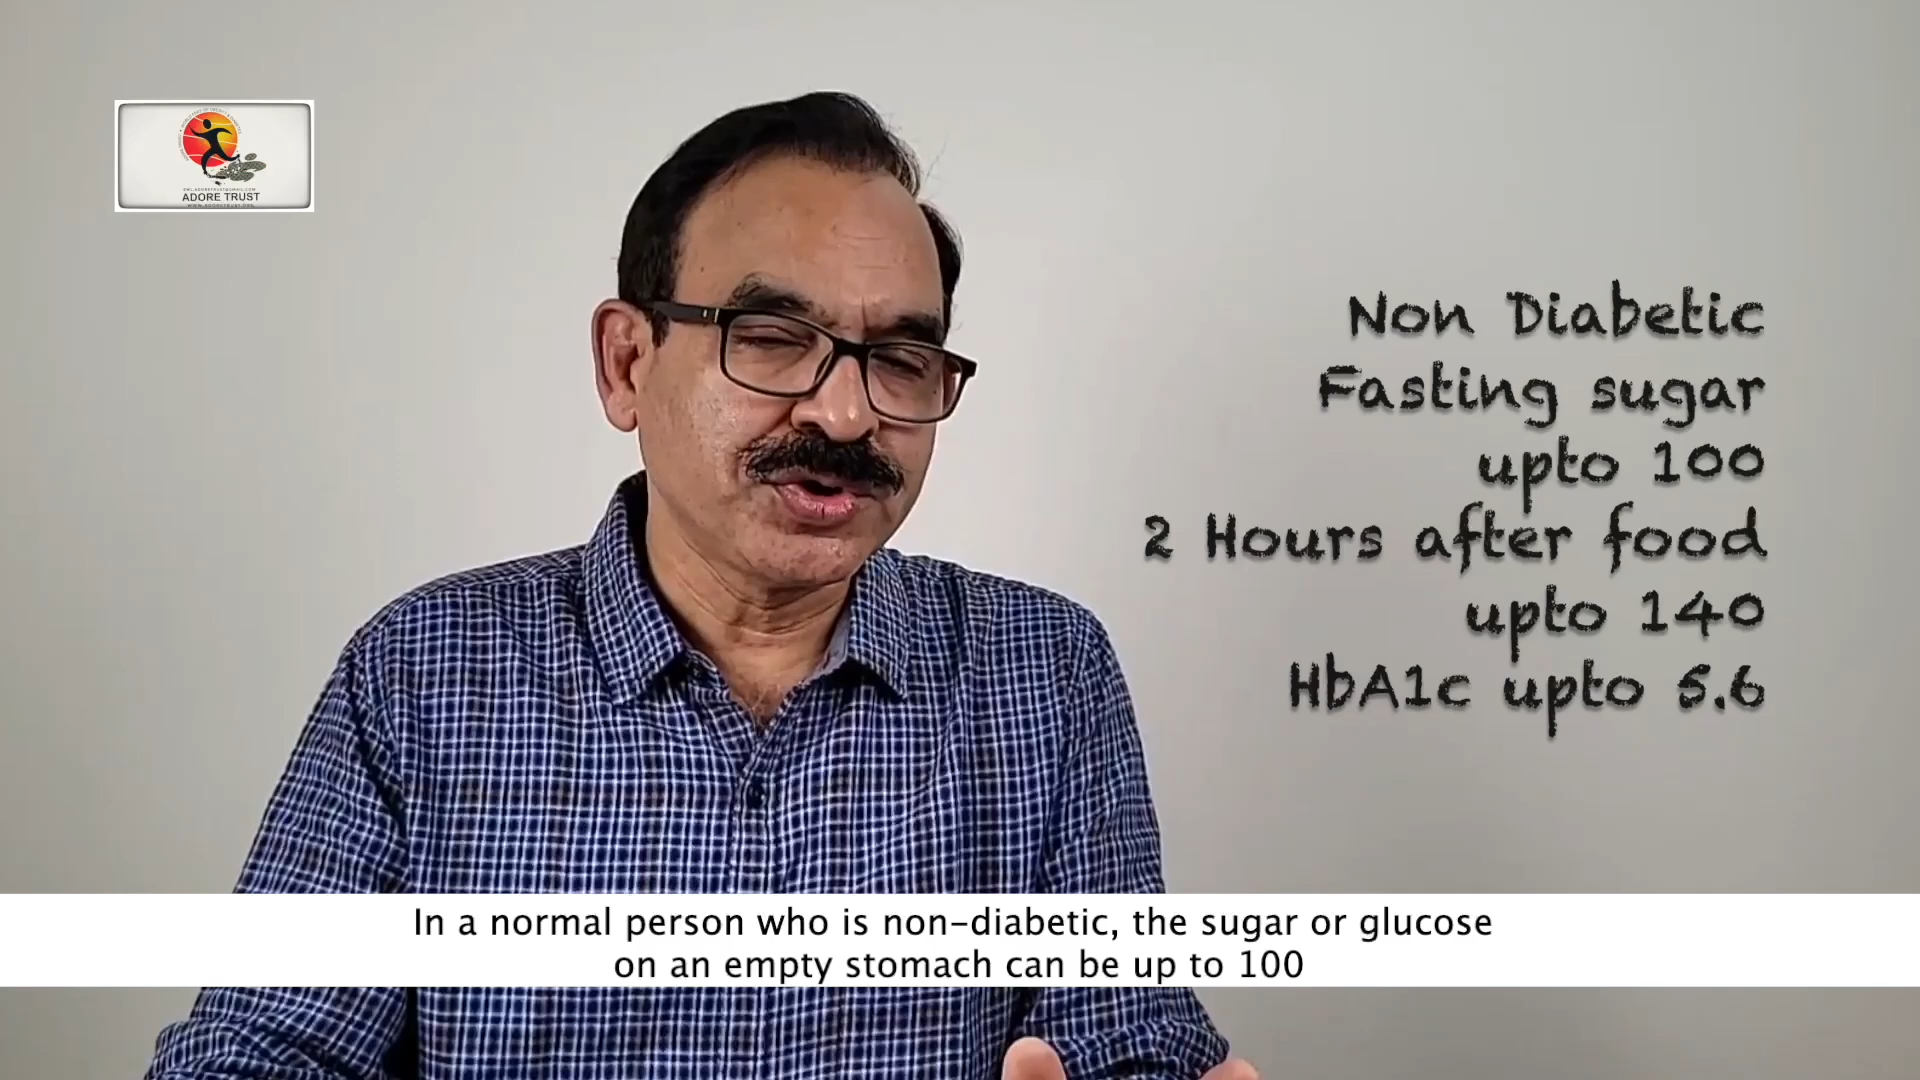 ADORE TRUST
Non Diabetic
Fasting sugar
upto 100
2 Hours after food
upto 140
HbA1c upto 5.6
In a normal person who is non-diabetic, the sugar or glucose
on an empty stomach can be up to 100